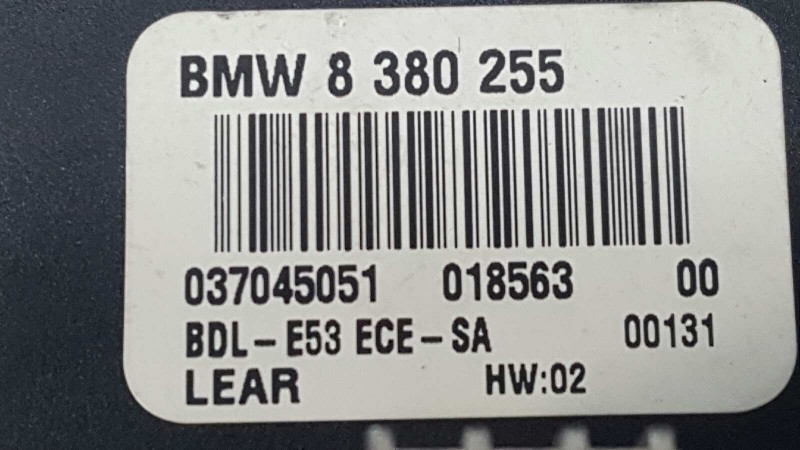 BMW 8 380 255
037045051 018563 00
BDL-E53 ECE-SA 00131
LEAR HW:02